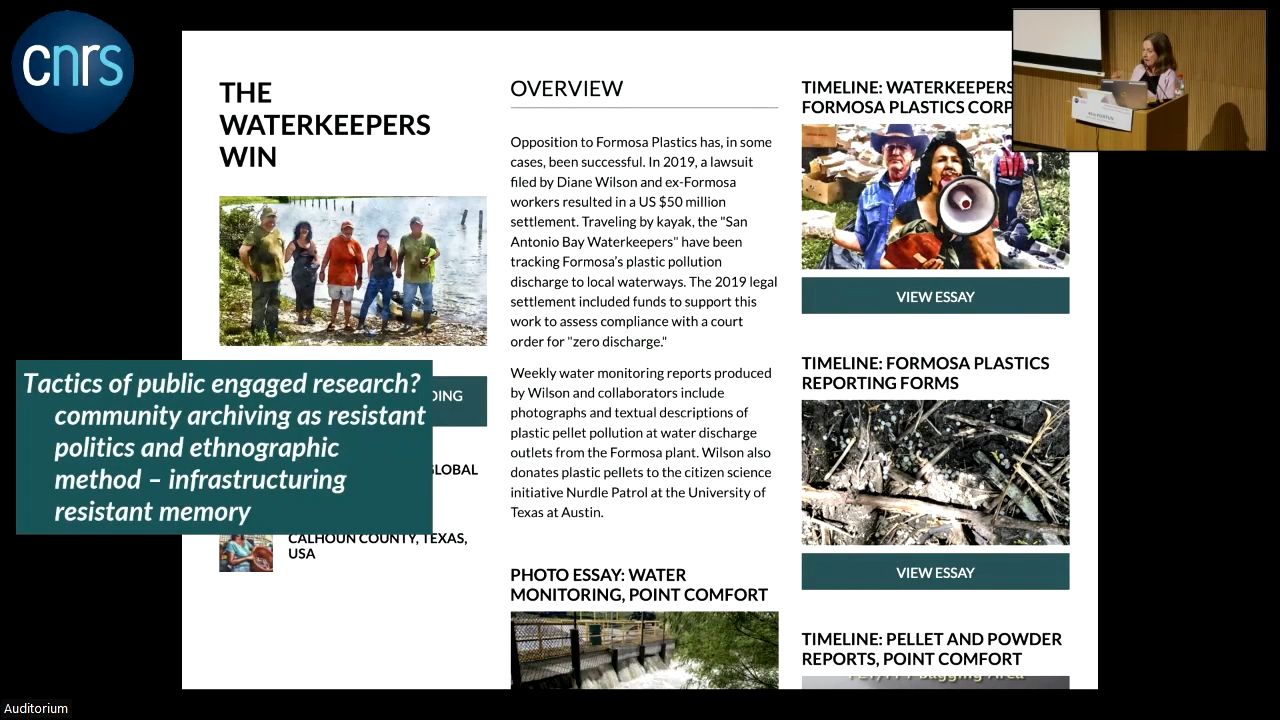 cnrs
THE
WATERKEEPERS
WIN
Tactics of public engaged research?
community archiving as resistant
politics and ethnographic
method – infrastructuring
resistant memory
GLOBAL
CALHOUN COUNTY, TEXAS,
USA
OVERVIEW
Opposition to Formosa Plastics has, in some
cases, been successful. In 2019, a lawsuit
filed by Diane Wilson and ex-Formosa
workers resulted in a US $50 million
settlement. Traveling by kayak, the "San
Antonio Bay Waterkeepers" have been
tracking Formosa's plastic pollution
discharge to local waterways. The 2019 legal
settlement included funds to support this
work to assess compliance with a court
order for "zero discharge."
Weekly water monitoring reports produced
by Wilson and collaborators include
photographs and textual descriptions of
plastic pellet pollution at water discharge
outlets from the Formosa plant. Wilson also
donates plastic pellets to the citizen science
initiative Nurdle Patrol at the University of
Texas at Austin.
PHOTO ESSAY: WATER
MONITORING, POINT COMFORT
TIMELINE: WATERKEEPERS
FORMOSA PLASTICS CORP
VIEW ESSAY
TIMELINE: FORMOSA PLASTICS
REPORTING FORMS
VIEW ESSAY
TIMELINE: PELLET AND POWDER
REPORTS, POINT COMFORT
Auditorium